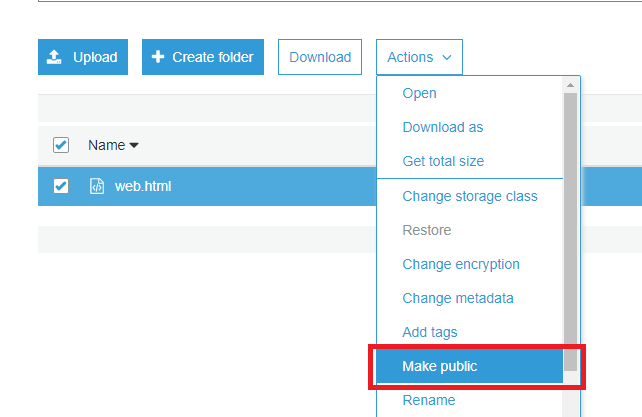 Upload Create folder Download Actions
Open
Download as
Get total size
Name
Change storage class
web.html
Restore
Change encryption
Change metadata
Add tags
Make public
Rename